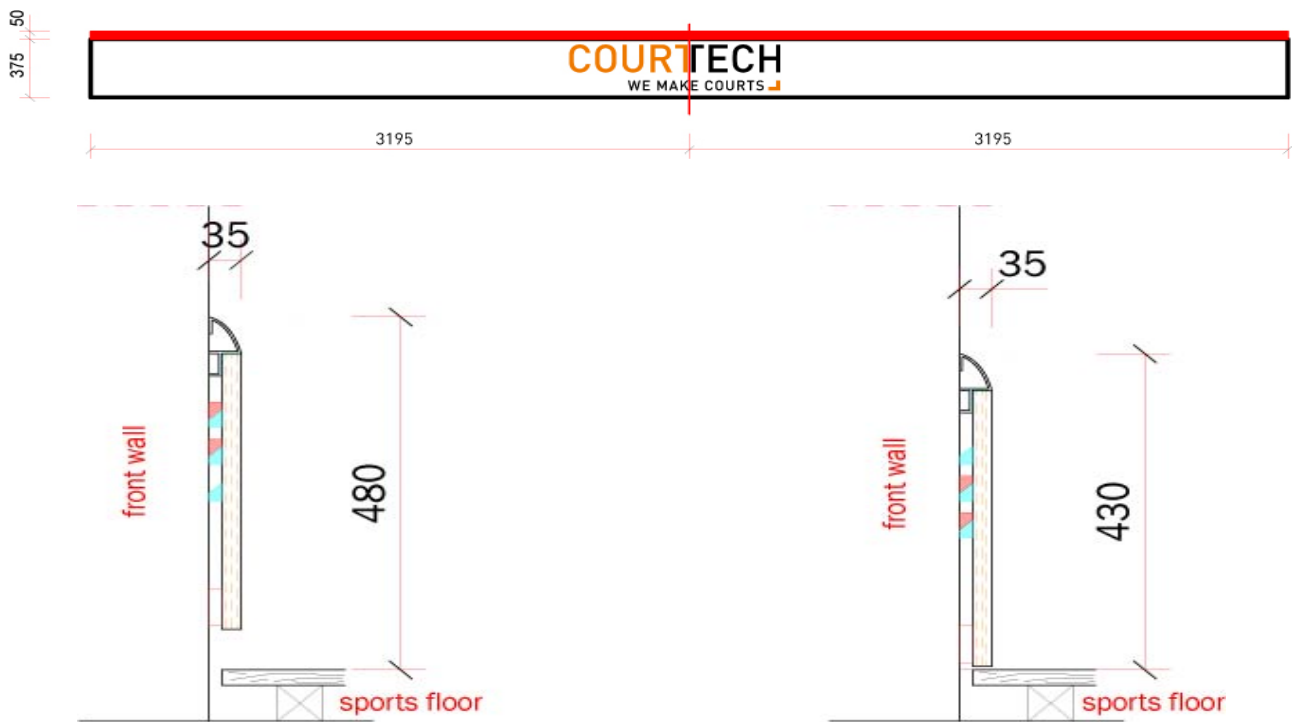 50
375
COURTTECH
WE MAKE COURTS
3195
3195
35
front wall
480
sports floor
35
front wall
430
sports floor